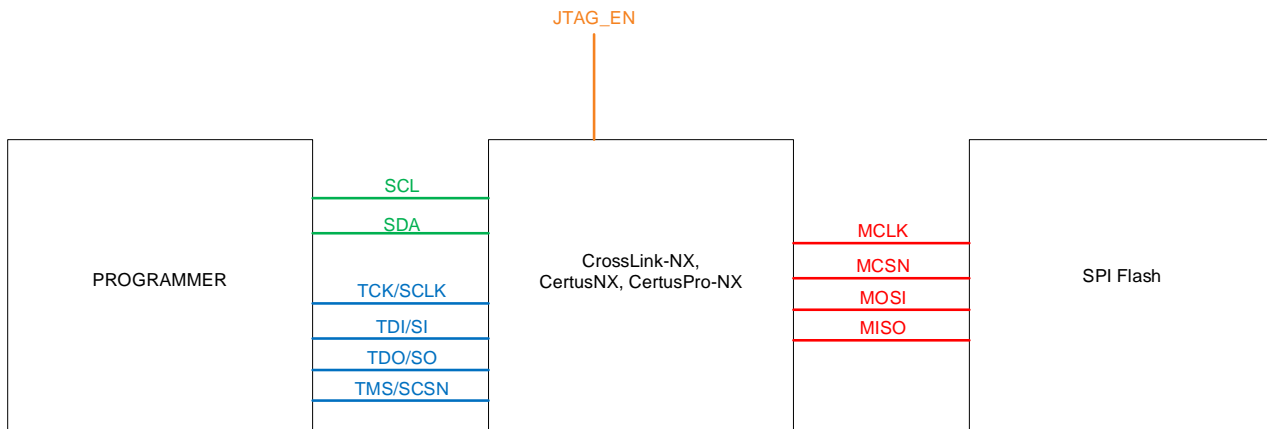 JTAG_EN
PROGRAMMER
SCL
SDA
TCK/SCLK
TDI/SI
TDO/SO
TMS/SCSN
CrossLink-NX,
CertusNX, CertusPro-NX
MCLK
MCSN
MOSI
MISO
SPI Flash